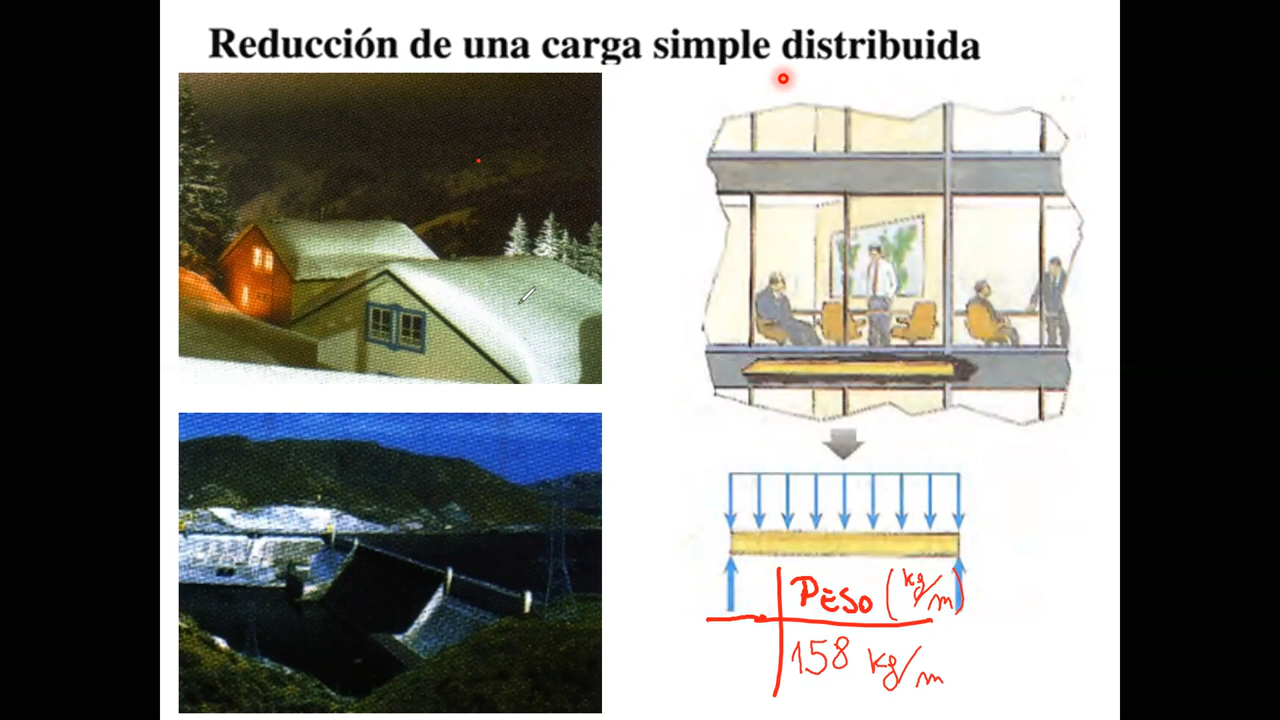 Reducción de una carga simple distribuida
PESO (kg/m)
158 kg/m